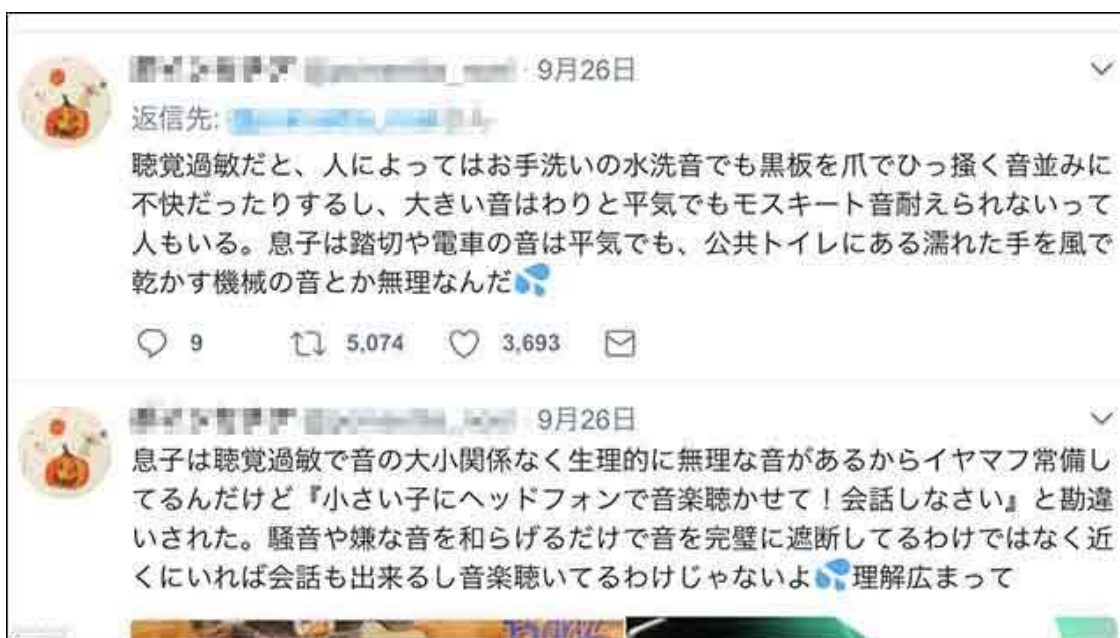 9月26日
返信先:
聴覚過敏だと、人によってはお手洗いの水洗音でも黒板を爪でひっ掻く音並みに
不快だったりするし、大きい音はわりと平気でもモスキート音耐えられないって
人もいる。息子は踏切や電車の音は平気でも、公共トイレにある濡れた手を風で
乾かす機械の音とか無理なんだ💦
9 5,074 3,693
9月26日
息子は聴覚過敏で音の大小関係なく生理的に無理な音があるからイヤマフ常備し
てるんだけど『小さい子にヘッドフォンで音楽聴かせて！会話しなさい』と勘違
いされた。騒音や嫌な音を和らげるだけで音を完璧に遮断してるわけではなく近
くにいれば会話も出来るし音楽聴いてるわけじゃないよ💦理解広まって